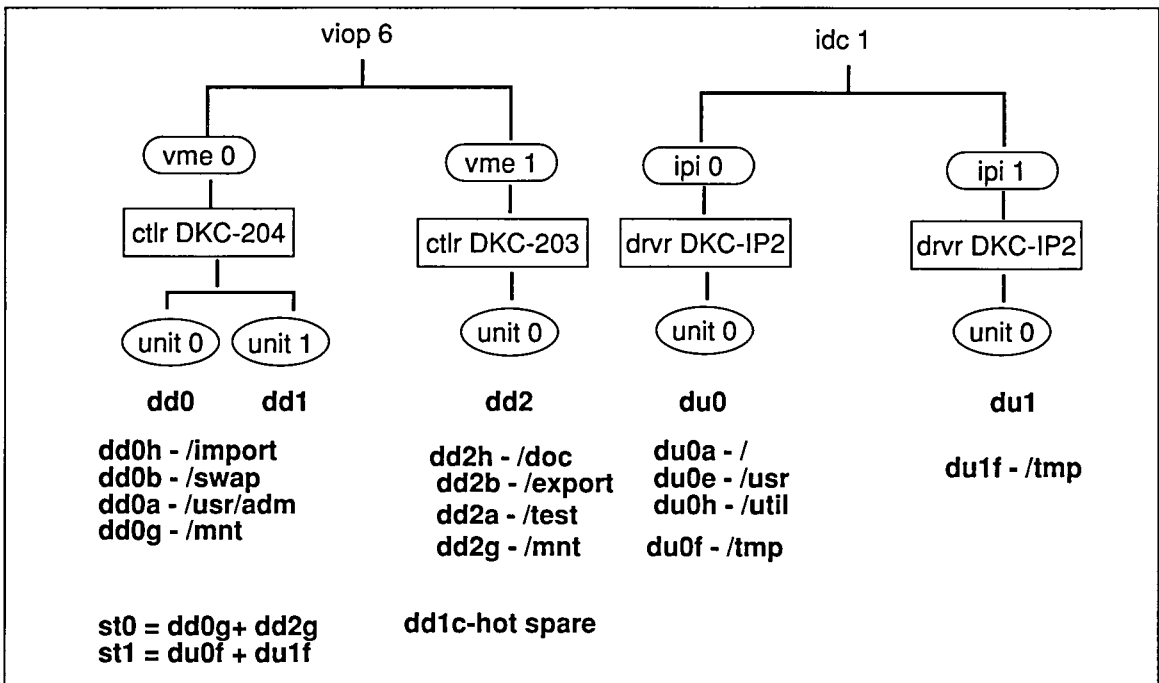 viop 6
idc 1
vme 0
vme 1
ipi 0
ipi 1
ctlr DKC-204
ctlr DKC-203
drvr DKC-IP2
drvr DKC-IP2
unit 0
unit 1
unit 0
unit 0
unit 0
dd0
dd1
dd2
du0
du1
dd0h - /import
dd0b - /swap
dd0a - /usr/adm
dd0g - /mnt
dd2h - /doc
dd2b - /export
dd2a - /test
dd2g - /mnt
du0a - /
du0e - /usr
du0h - /util
du0f - /tmp
du1f - /tmp
st0 = dd0g+ dd2g
st1 = du0f + du1f
dd1c-hot spare